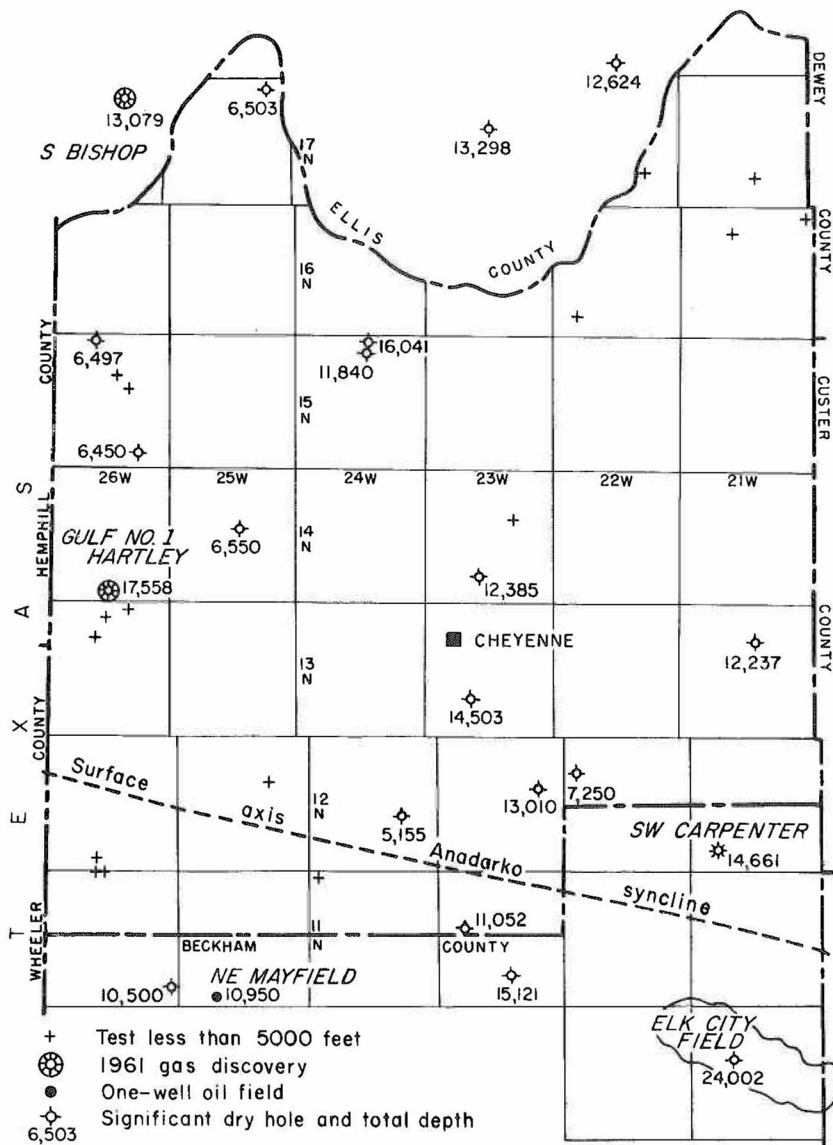 DEWEY
12,624
6,503
13,079
S BISHOP
13,298
17
N
ELLIS
COUNTY
COUNTY
16
N
COUNTY
6,497
16,041
11,840
15
N
CUSTER
6,450
26W
25W
24W
23W
22W
21W
HEMPHILL
GULF NO. 1
HARTLEY
6,550
14
N
17,558
12,385
CHEYENNE
12,237
COUNTY
13
N
14,503
COUNTY
TEXAS
Surface
axis
Anadarko
syncline
12
N
5,155
13,010
7,250
SW CARPENTER
14,661
11,052
11
N
BECKHAM
COUNTY
WHEELER
NE MAYFIELD
10,500
10,950
15,121
ELK CITY
FIELD
24,002
+ Test less than 5000 feet
1961 gas discovery
One-well oil field
Significant dry hole and total depth
6,503